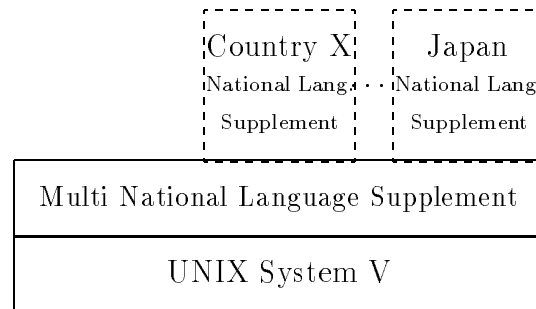 Country X
National Lang.
Supplement
...
Japan
National Lang
Supplement
Multi National Language Supplement
UNIX System V